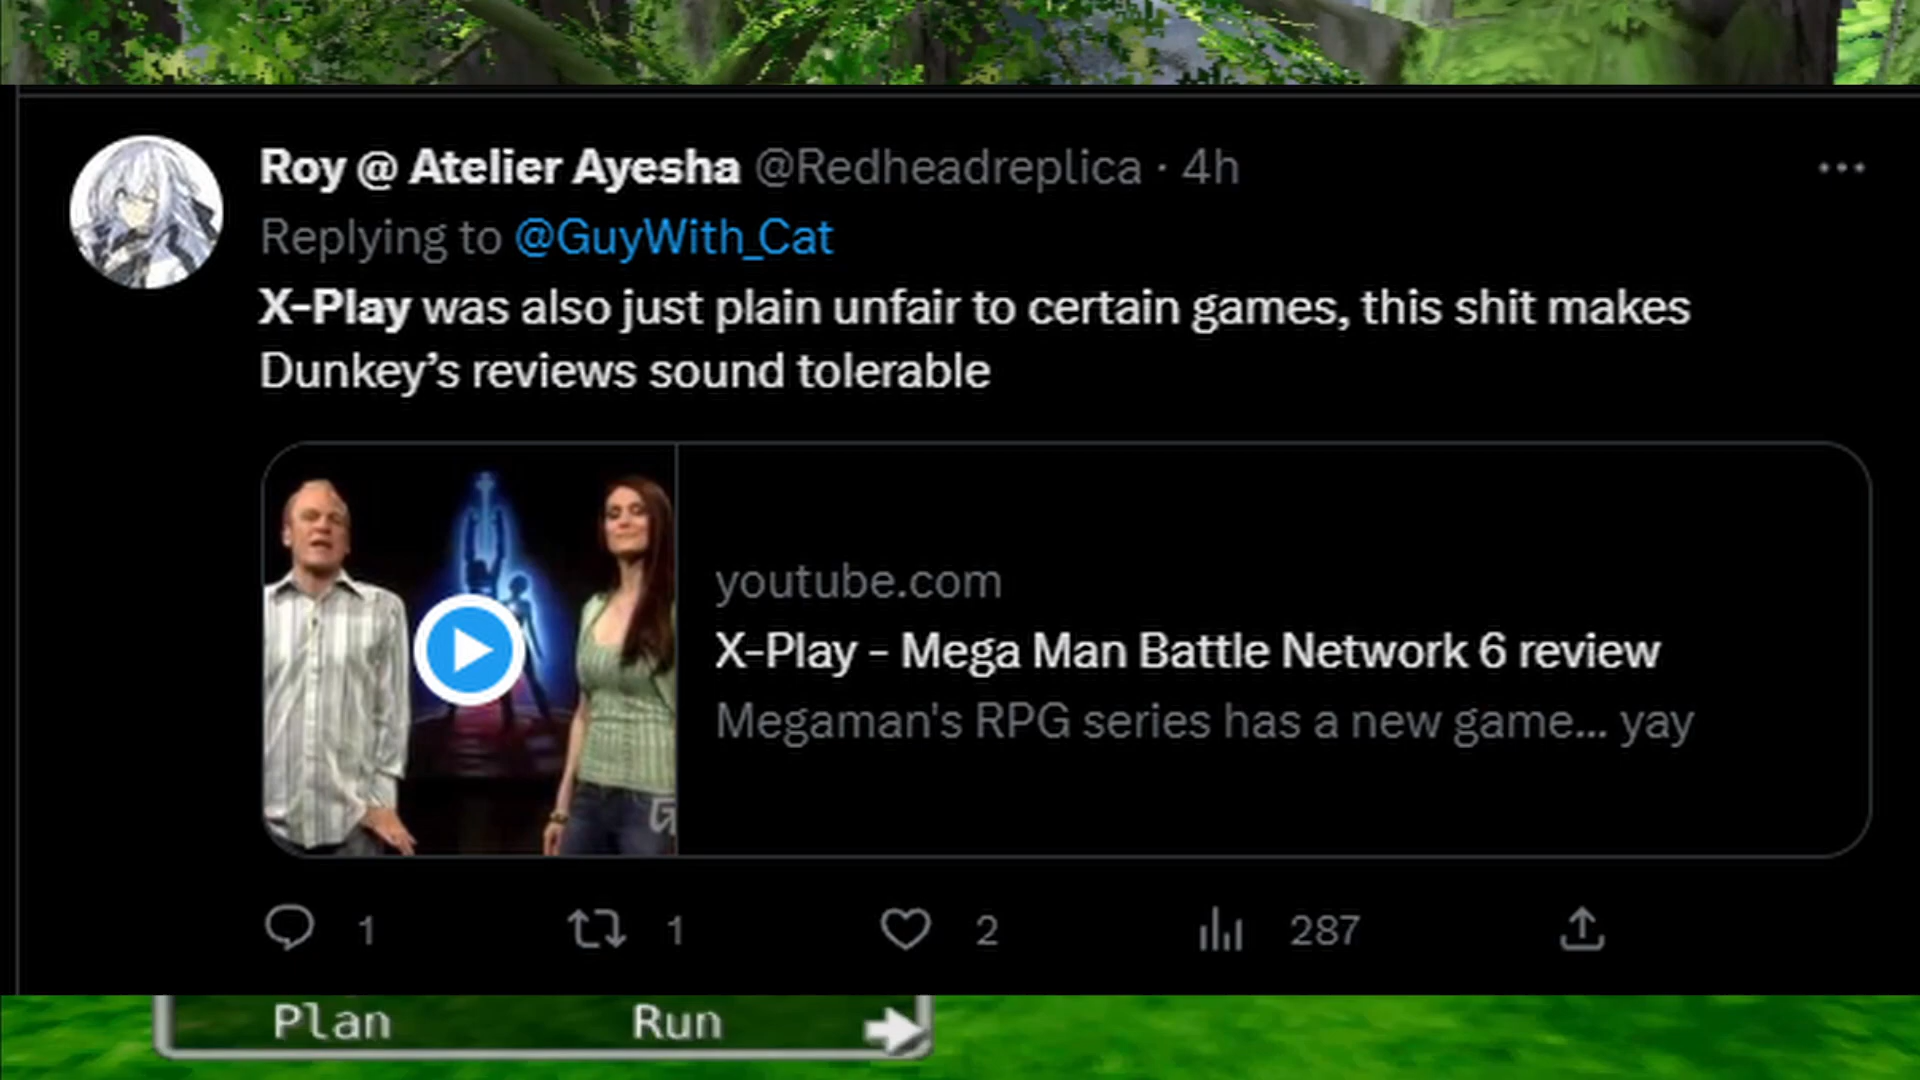 Roy @ Atelier Ayesha @Redheadreplica · 4h
Replying to @GuyWith_Cat
X-Play was also just plain unfair to certain games, this shit makes
Dunkey’s reviews sound tolerable
youtube.com
X-Play - Mega Man Battle Network 6 review
Megaman's RPG series has a new game... yay
1 1 2 287
Plan Run